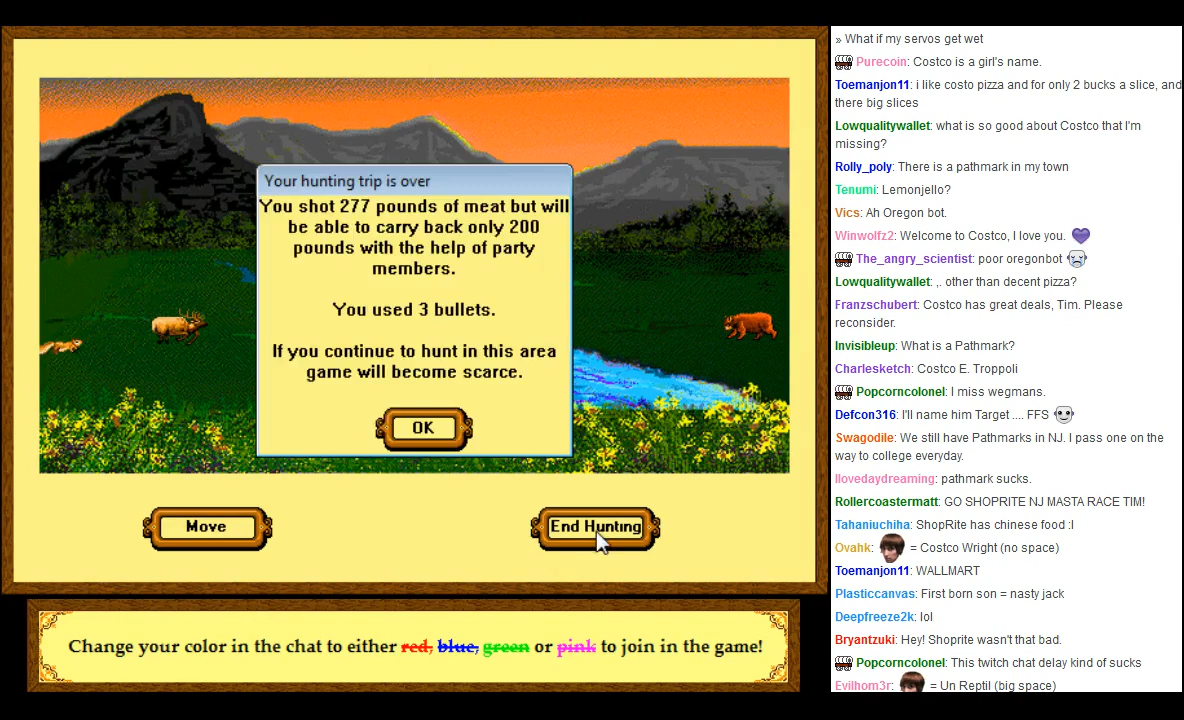 Your hunting trip is over
You shot 277 pounds of meat but will
be able to carry back only 200
pounds with the help of party
members.
You used 3 bullets.
If you continue to hunt in this area
game will become scarce.
OK
Move
End Hunting
Change your color in the chat to either red, blue, green or pink to join in the game!
» What if my servos get wet
Purecoin: Costco is a girl's name.
Toemanjon11: i like costo pizza and for only 2 bucks a slice, and
there big slices
Lowqualitywallet: what is so good about Costco that I'm
missing?
Rolly_poly: There is a pathmark in my town
Tenumi: Lemonjello?
Vics: Ah Oregon bot.
Winwolfz2: Welcome to Costco, I love you.
The_angry_scientist: poor oregonbot
Lowqualitywallet: ,. other than decent pizza?
Franzschubert: Costco has great deals, Tim. Please
reconsider.
Invisibleup: What is a Pathmark?
Charlesketch: Costco E. Troppoli
Popcorncolonel: I miss wegmans.
Defcon316: I'll name him Target .... FFS
Swagodile: We still have Pathmarks in NJ. I pass one on the
way to college everyday.
Ilovedaydreaming: pathmark sucks.
Rollercoastermatt: GO SHOPRITE NJ MASTA RACE TIM!
Tahaniuchiha: ShopRite has chinese food :l
Ovahk: = Costco Wright (no space)
Toemanjon11: WALLMART
Plasticcanvas: First born son = nasty jack
Deepfreeze2k: lol
Bryantzuki: Hey! Shoprite wasn't that bad.
Popcorncolonel: This twitch chat delay kind of sucks
Evilhom3r: = Un Reptil (big space)